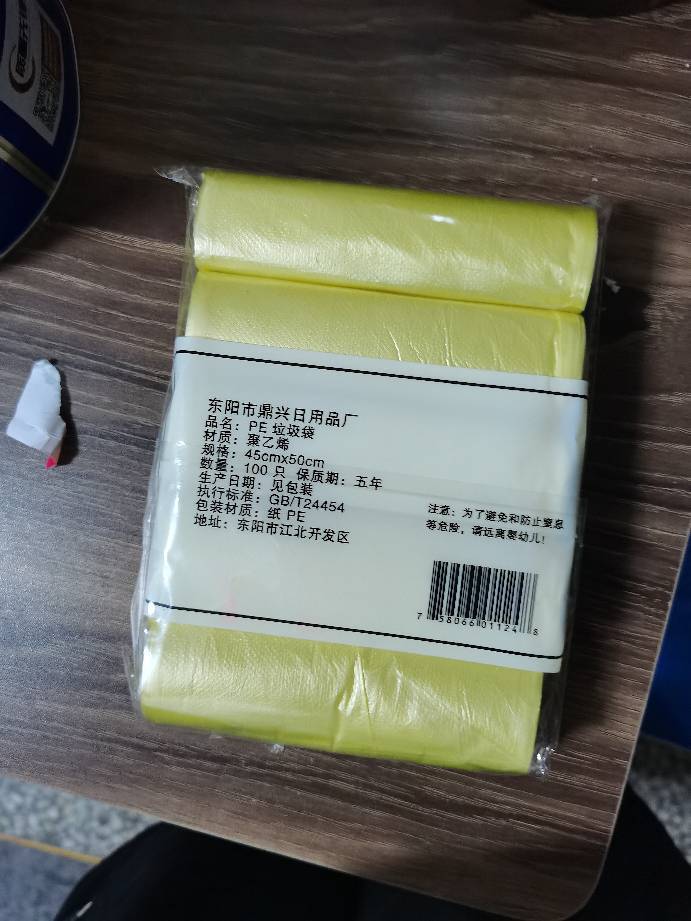 东阳市鼎兴日用品厂
品名：PE 垃圾袋
材质：聚乙烯
规格：45cmx50cm
数量：100 只 保质期：五年
生产日期：见包装
执行标准：GB/T24454
包装材质：纸 PE
地址：东阳市江北开发区
注意：为了避免和防止窒息
等危险，请远离婴幼儿！
7 58066 01124 8